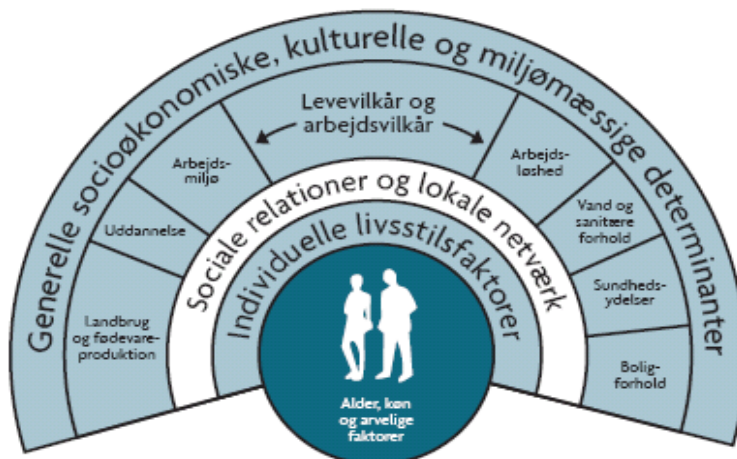 Generelle socioøkonomiske, kulturelle og miljømæssige determinanter
Levevilkår og
arbejdsvilkår
Landbrug
og fødevare-
produktion
Uddannelse
Arbejds-
miljø
Arbejds-
løshed
Vand og
sanitære
forhold
Sundheds-
ydelser
Bolig-
forhold
Sociale relationer og lokale netværk
Individuelle livsstilsfaktorer
Alder, køn
og arvelige
faktorer